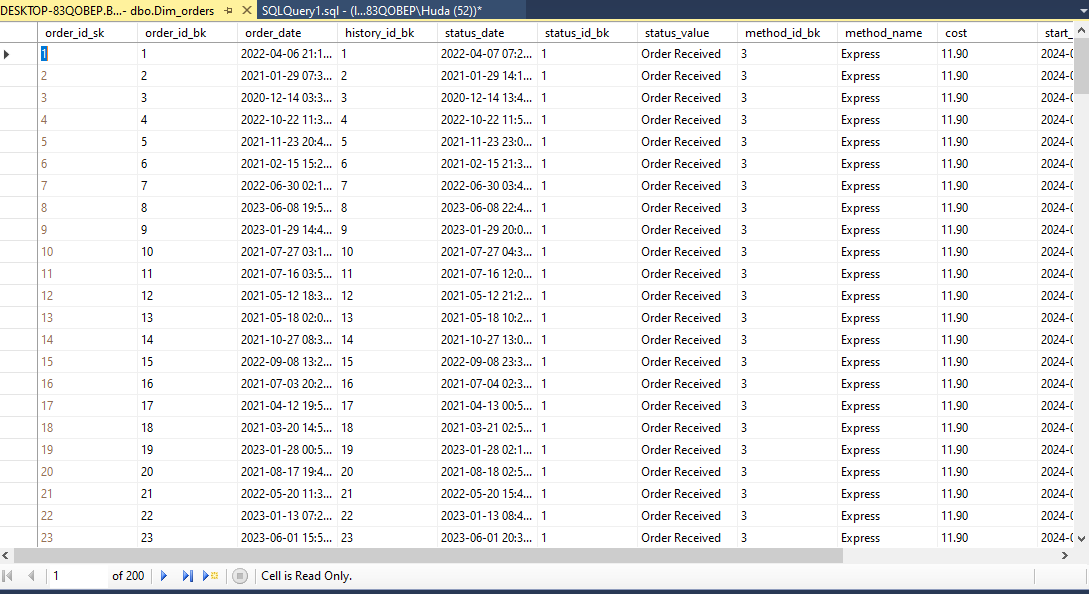 DESKTOP-83QOBEP.B...- dbo.Dim_orders SQLQuery1.sql - (l...83QOBEP\Huda (52))*
order_id_sk order_id_bk order_date history_id_bk status_date status_id_bk status_value method_id_bk method_name cost start_
1 1 2022-04-06 21:1... 1 2022-04-07 07:2... 1 Order Received 3 Express 11.90 2024-0
2 2 2021-01-29 07:3... 2 2021-01-29 14:1... 1 Order Received 3 Express 11.90 2024-0
3 3 2020-12-14 03:3... 3 2020-12-14 13:4... 1 Order Received 3 Express 11.90 2024-0
4 4 2022-10-22 11:3... 4 2022-10-22 11:5... 1 Order Received 3 Express 11.90 2024-0
5 5 2021-11-23 20:4... 5 2021-11-23 23:0... 1 Order Received 3 Express 11.90 2024-0
6 6 2021-02-15 15:2... 6 2021-02-15 21:3... 1 Order Received 3 Express 11.90 2024-0
7 7 2022-06-30 02:1... 7 2022-06-30 03:4... 1 Order Received 3 Express 11.90 2024-0
8 8 2023-06-08 19:5... 8 2023-06-08 22:4... 1 Order Received 3 Express 11.90 2024-0
9 9 2023-01-29 14:4... 9 2023-01-29 20:0... 1 Order Received 3 Express 11.90 2024-0
10 10 2021-07-27 03:1... 10 2021-07-27 04:3... 1 Order Received 3 Express 11.90 2024-0
11 11 2021-07-16 03:5... 11 2021-07-16 12:0... 1 Order Received 3 Express 11.90 2024-0
12 12 2021-05-12 18:3... 12 2021-05-12 21:2... 1 Order Received 3 Express 11.90 2024-0
13 13 2021-05-18 02:0... 13 2021-05-18 10:2... 1 Order Received 3 Express 11.90 2024-0
14 14 2021-10-27 08:3... 14 2021-10-27 13:0... 1 Order Received 3 Express 11.90 2024-0
15 15 2022-09-08 13:2... 15 2022-09-08 23:3... 1 Order Received 3 Express 11.90 2024-0
16 16 2021-07-03 20:2... 16 2021-07-04 02:3... 1 Order Received 3 Express 11.90 2024-0
17 17 2021-04-12 19:5... 17 2021-04-13 00:5... 1 Order Received 3 Express 11.90 2024-0
18 18 2021-03-20 14:5... 18 2021-03-21 02:5... 1 Order Received 3 Express 11.90 2024-0
19 19 2023-01-28 00:5... 19 2023-01-28 02:1... 1 Order Received 3 Express 11.90 2024-0
20 20 2021-08-17 19:4... 20 2021-08-18 02:5... 1 Order Received 3 Express 11.90 2024-0
21 21 2022-05-20 11:3... 21 2022-05-20 15:4... 1 Order Received 3 Express 11.90 2024-0
22 22 2023-01-13 07:2... 22 2023-01-13 08:4... 1 Order Received 3 Express 11.90 2024-0
23 23 2023-06-01 15:5... 23 2023-06-01 20:3... 1 Order Received 3 Express 11.90 2024-0
1 of 200 Cell is Read Only.